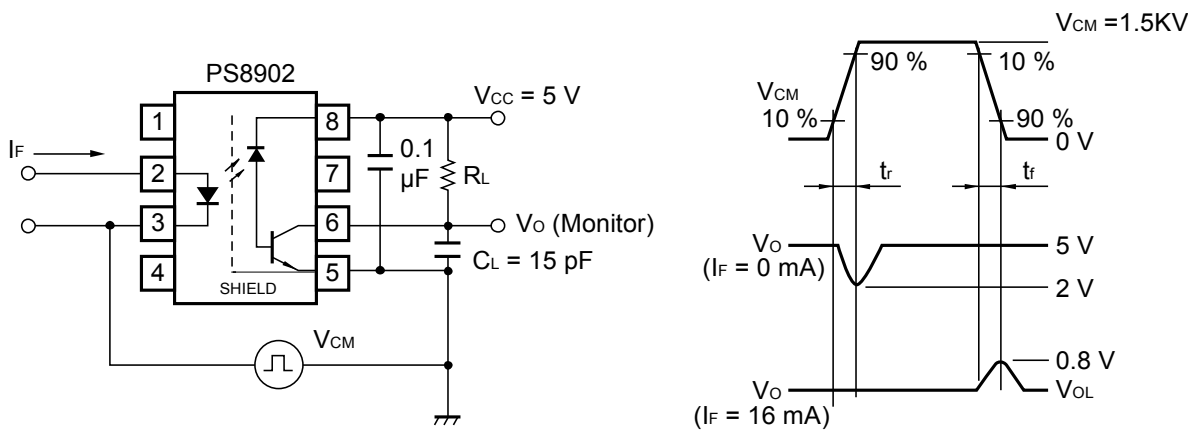 PS8902
1
2
3
4
8
7
6
5
IF
SHIELD
VCC = 5 V
0.1
µF
RL
VO (Monitor)
CL = 15 pF
VCM
VCM = 1.5KV
90 %
10 %
VCM
10 %
90 %
0 V
tr
tf
VO
(IF = 0 mA)
5 V
2 V
0.8 V
VO
(IF = 16 mA)
VOL